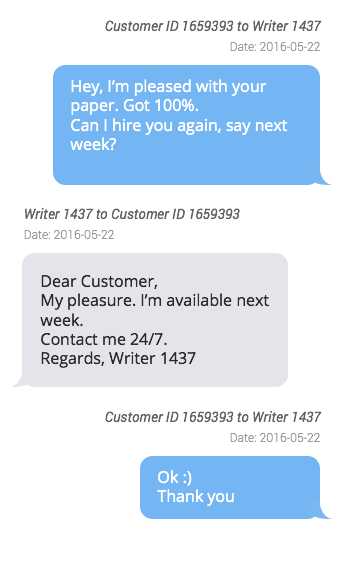 Customer ID 1659393 to Writer 1437
Date: 2016-05-22
Hey, I’m pleased with your
paper. Got 100%.
Can I hire you again, say next
week?
Writer 1437 to Customer ID 1659393
Date: 2016-05-22
Dear Customer,
My pleasure. I’m available next
week.
Contact me 24/7.
Regards, Writer 1437
Customer ID 1659393 to Writer 1437
Date: 2016-05-22
Ok :)
Thank you